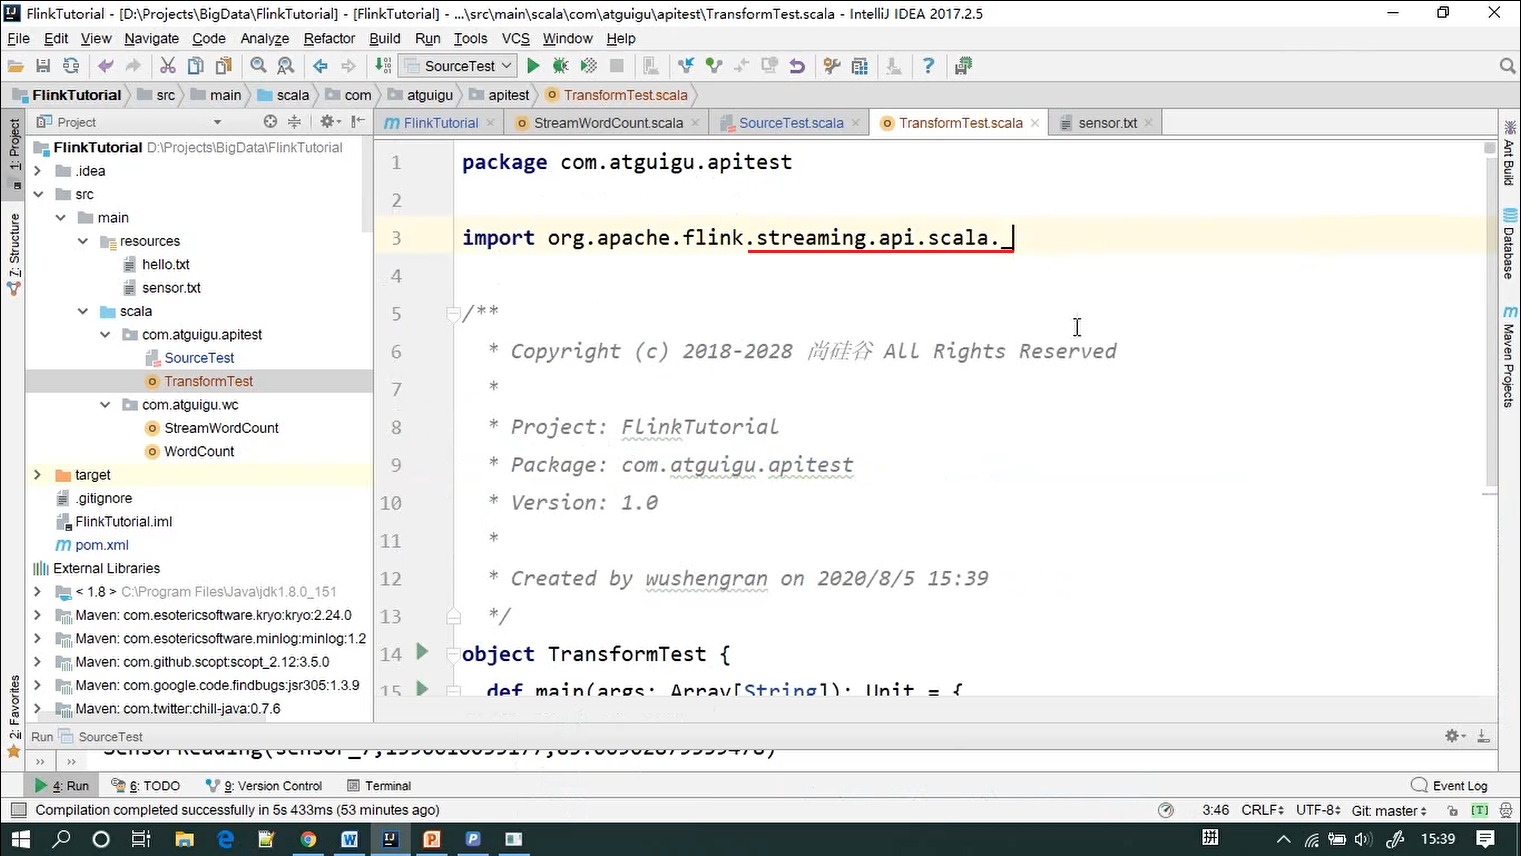 FlinkTutorial - [D:\Projects\BigData\FlinkTutorial] - [FlinkTutorial] - ...\src\main\scala\com\atguigu\apitest\TransformTest.scala - IntelliJ IDEA 2017.2.5
File Edit View Navigate Code Analyze Refactor Build Run Tools VCS Window Help
SourceTest
FlinkTutorial src main scala com atguigu apitest TransformTest.scala
Project
FlinkTutorial StreamWordCount.scala SourceTest.scala TransformTest.scala sensor.txt
1: Project
7: Structure
2: Favorites
FlinkTutorial D:\Projects\BigData\FlinkTutorial
.idea
src
main
resources
hello.txt
sensor.txt
scala
com.atguigu.apitest
SourceTest
TransformTest
com.atguigu.wc
StreamWordCount
WordCount
target
.gitignore
FlinkTutorial.iml
pom.xml
External Libraries
< 1.8 > C:\Program Files\Java\jdk1.8.0_151
Maven: com.esotericsoftware.kryo:kryo:2.24.0
Maven: com.esotericsoftware.minlog:minlog:1.2
Maven: com.github.scopt:scopt_2.12:3.5.0
Maven: com.google.code.findbugs:jsr305:1.3.9
Maven: com.twitter:chill-java:0.7.6
1 package com.atguigu.apitest
2
3 import org.apache.flink.streaming.api.scala._
4
5 /**
6 * Copyright (c) 2018-2028 尚硅谷 All Rights Reserved
7 *
8 * Project: FlinkTutorial
9 * Package: com.atguigu.apitest
10 * Version: 1.0
11 *
12 * Created by wushengran on 2020/8/5 15:39
13 */
14 object TransformTest {
15 def main(args: Array[String]): Unit = {
Ant Build
Database
Maven Projects
Run SourceTest
4: Run 6: TODO 9: Version Control Terminal Event Log
Compilation completed successfully in 5s 433ms (53 minutes ago) 3:46 CRLF UTF-8 Git: master [T]
拼 15:39